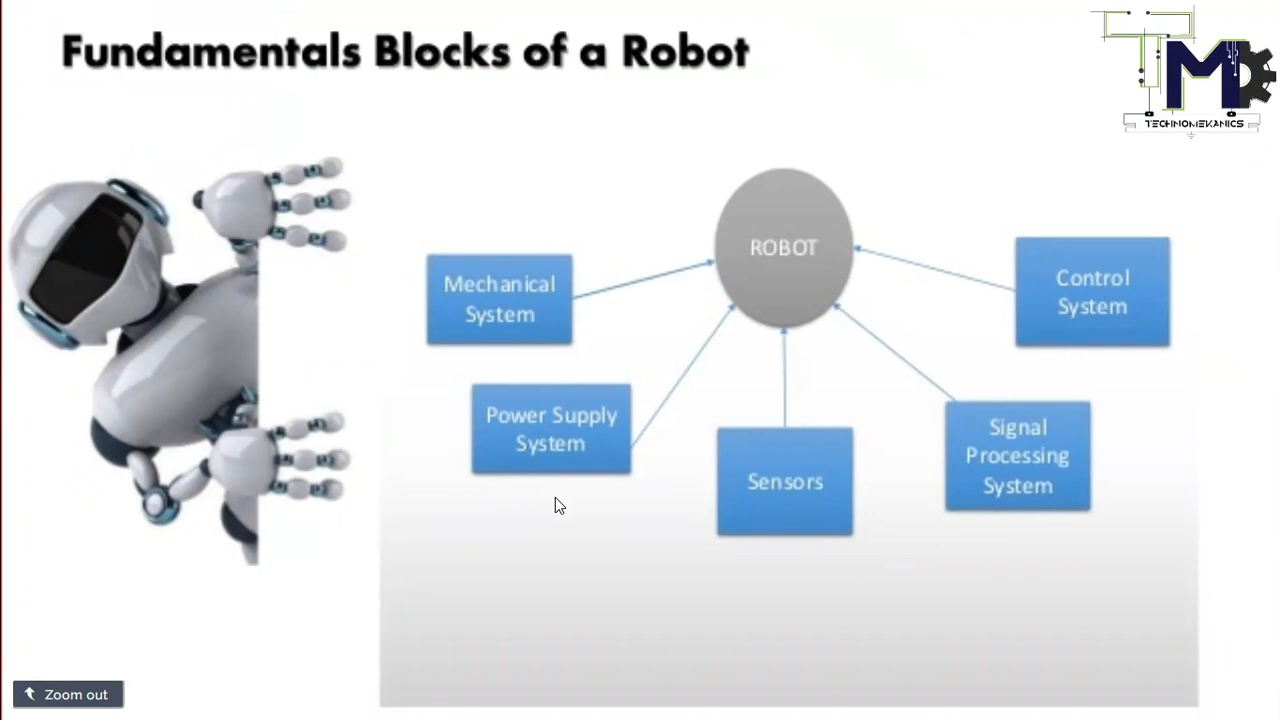 Fundamentals Blocks of a Robot
TECHNOMEKANICS
ROBOT
Mechanical
System
Control
System
Power Supply
System
Sensors
Signal
Processing
System
Zoom out